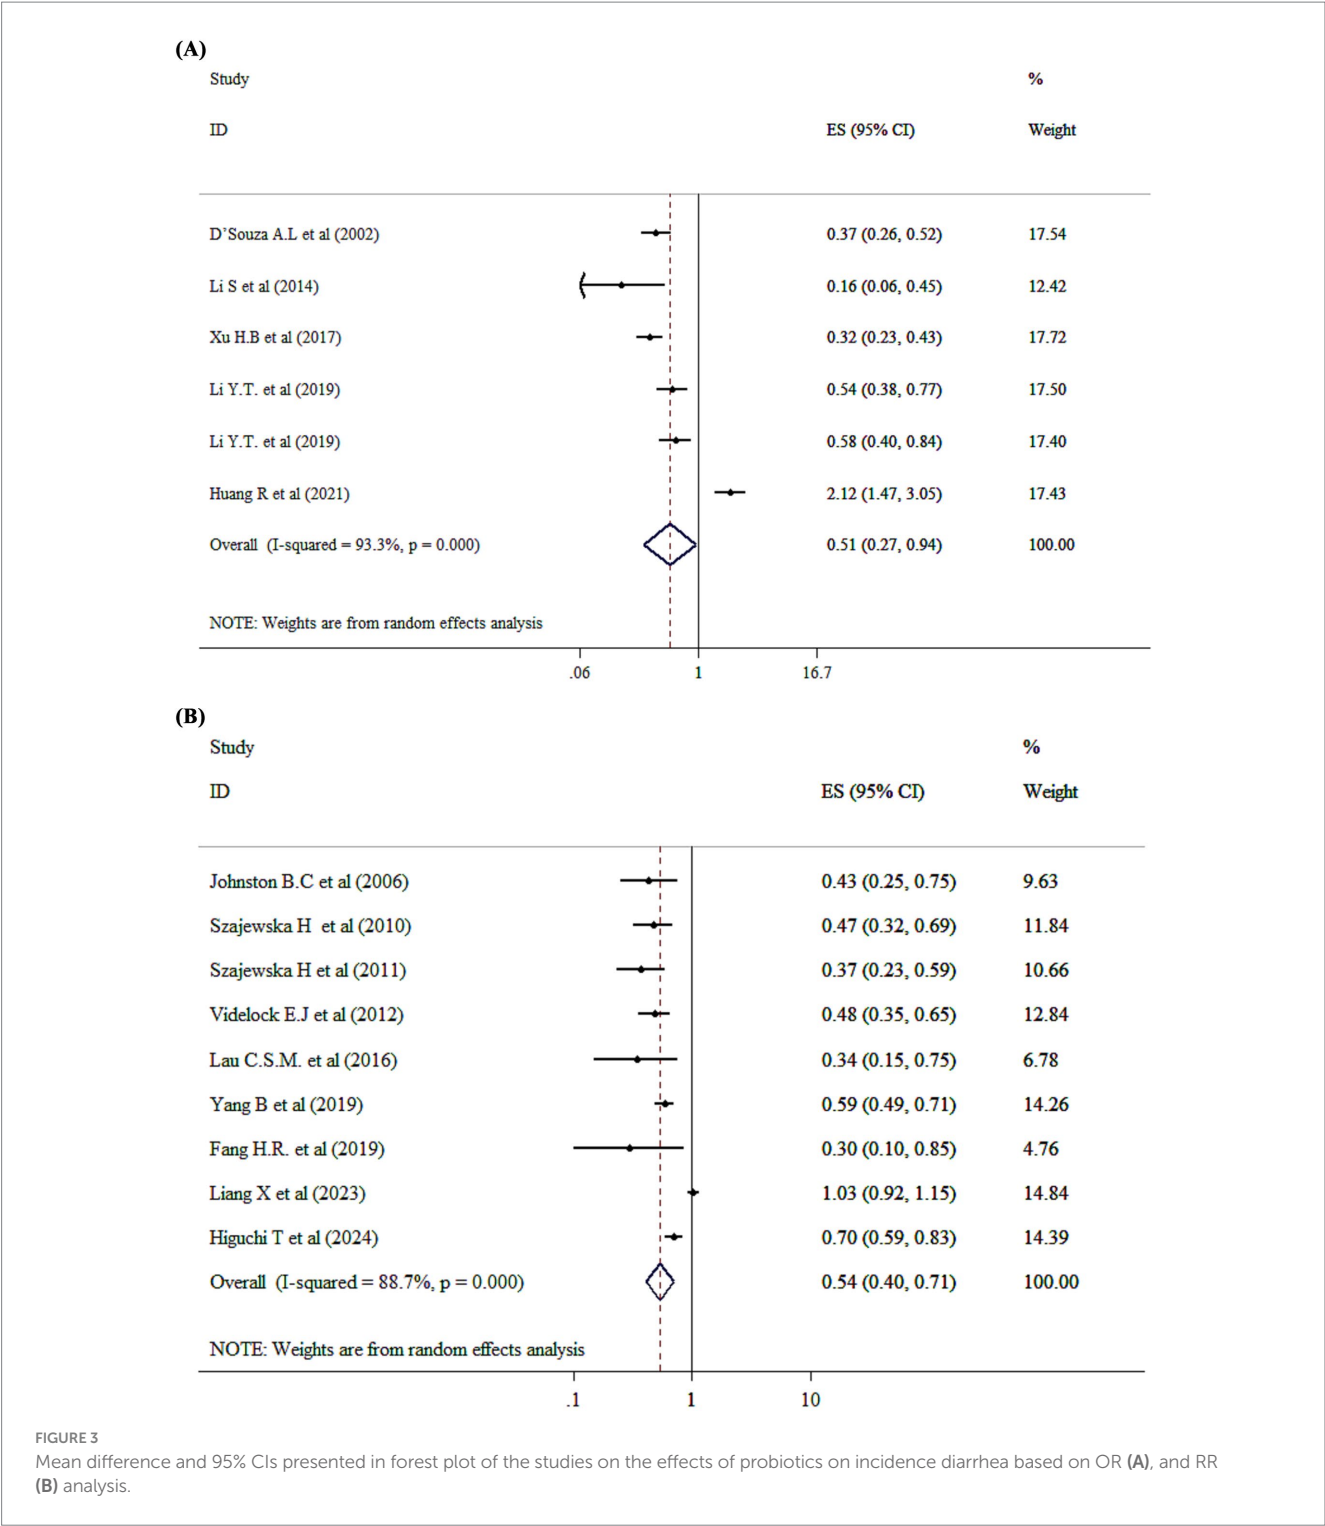 (A)
Study %
ID ES (95% CI) Weight
D'Souza A.L et al (2002) 0.37 (0.26, 0.52) 17.54
Li S et al (2014) 0.16 (0.06, 0.45) 12.42
Xu H.B et al (2017) 0.32 (0.23, 0.43) 17.72
Li Y.T. et al (2019) 0.54 (0.38, 0.77) 17.50
Li Y.T. et al (2019) 0.58 (0.40, 0.84) 17.40
Huang R et al (2021) 2.12 (1.47, 3.05) 17.43
Overall (I-squared = 93.3%, p = 0.000) 0.51 (0.27, 0.94) 100.00
NOTE: Weights are from random effects analysis
.06 1 16.7
(B)
Study %
ID ES (95% CI) Weight
Johnston B.C et al (2006) 0.43 (0.25, 0.75) 9.63
Szajewska H et al (2010) 0.47 (0.32, 0.69) 11.84
Szajewska H et al (2011) 0.37 (0.23, 0.59) 10.66
Videlock E.J et al (2012) 0.48 (0.35, 0.65) 12.84
Lau C.S.M. et al (2016) 0.34 (0.15, 0.75) 6.78
Yang B et al (2019) 0.59 (0.49, 0.71) 14.26
Fang H.R. et al (2019) 0.30 (0.10, 0.85) 4.76
Liang X et al (2023) 1.03 (0.92, 1.15) 14.84
Higuchi T et al (2024) 0.70 (0.59, 0.83) 14.39
Overall (I-squared = 88.7%, p = 0.000) 0.54 (0.40, 0.71) 100.00
NOTE: Weights are from random effects analysis
.1 1 10
FIGURE 3
Mean difference and 95% CIs presented in forest plot of the studies on the effects of probiotics on incidence diarrhea based on OR (A), and RR
(B) analysis.